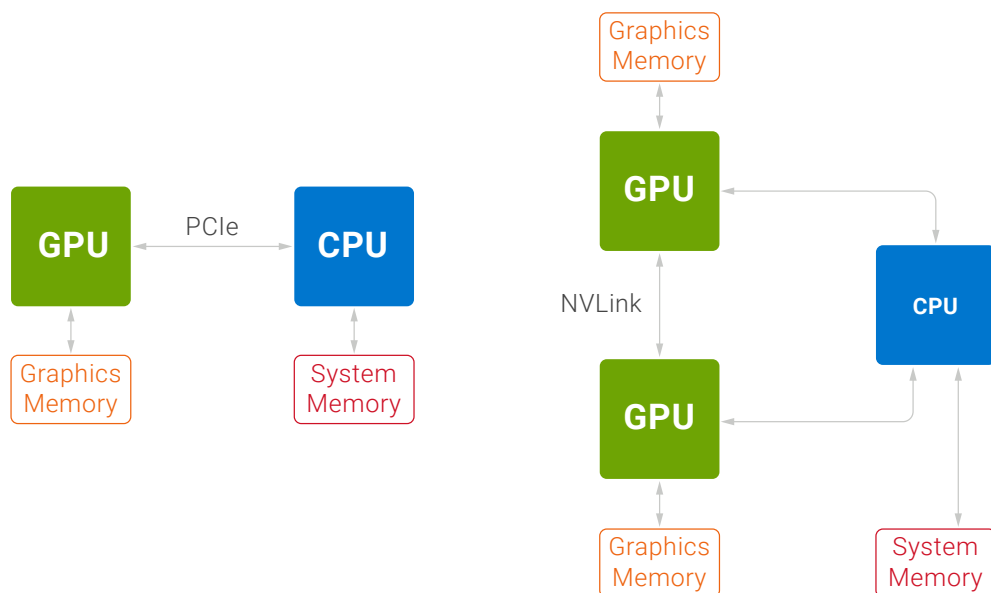 GPU
PCIe
CPU
Graphics
Memory
System
Memory
Graphics
Memory
GPU
NVLink
CPU
GPU
Graphics
Memory
System
Memory